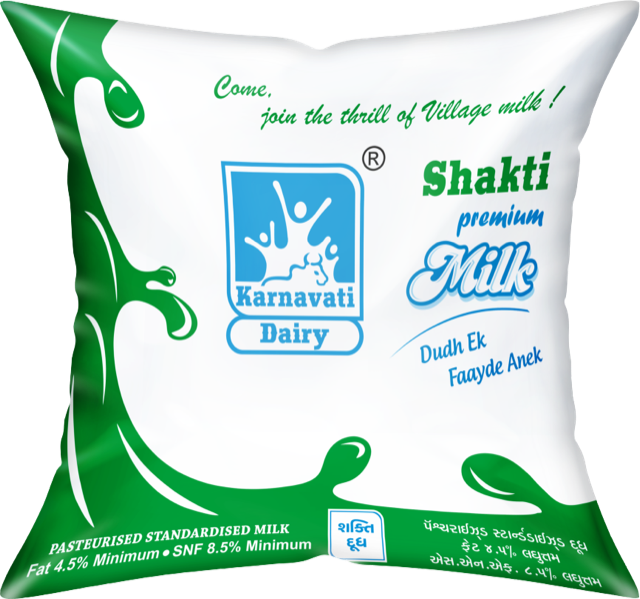 Come,
join the thrill of Village milk !
®
Shakti
premium
Milk
Karnavati
Dairy
Dudh Ek
Faayde Anek
PASTEURISED STANDARDISED MILK
Fat 4.5% Minimum • SNF 8.5% Minimum
શક્તિ
દૂધ
પૅશ્ચરાઈઝ્ડ સ્ટાન્ડર્ડાઈઝ્ડ દૂધ
ફેટ ૪.૫% લઘુત્તમ
એસ.એન.એફ. ૮.૫% લઘુત્તમ